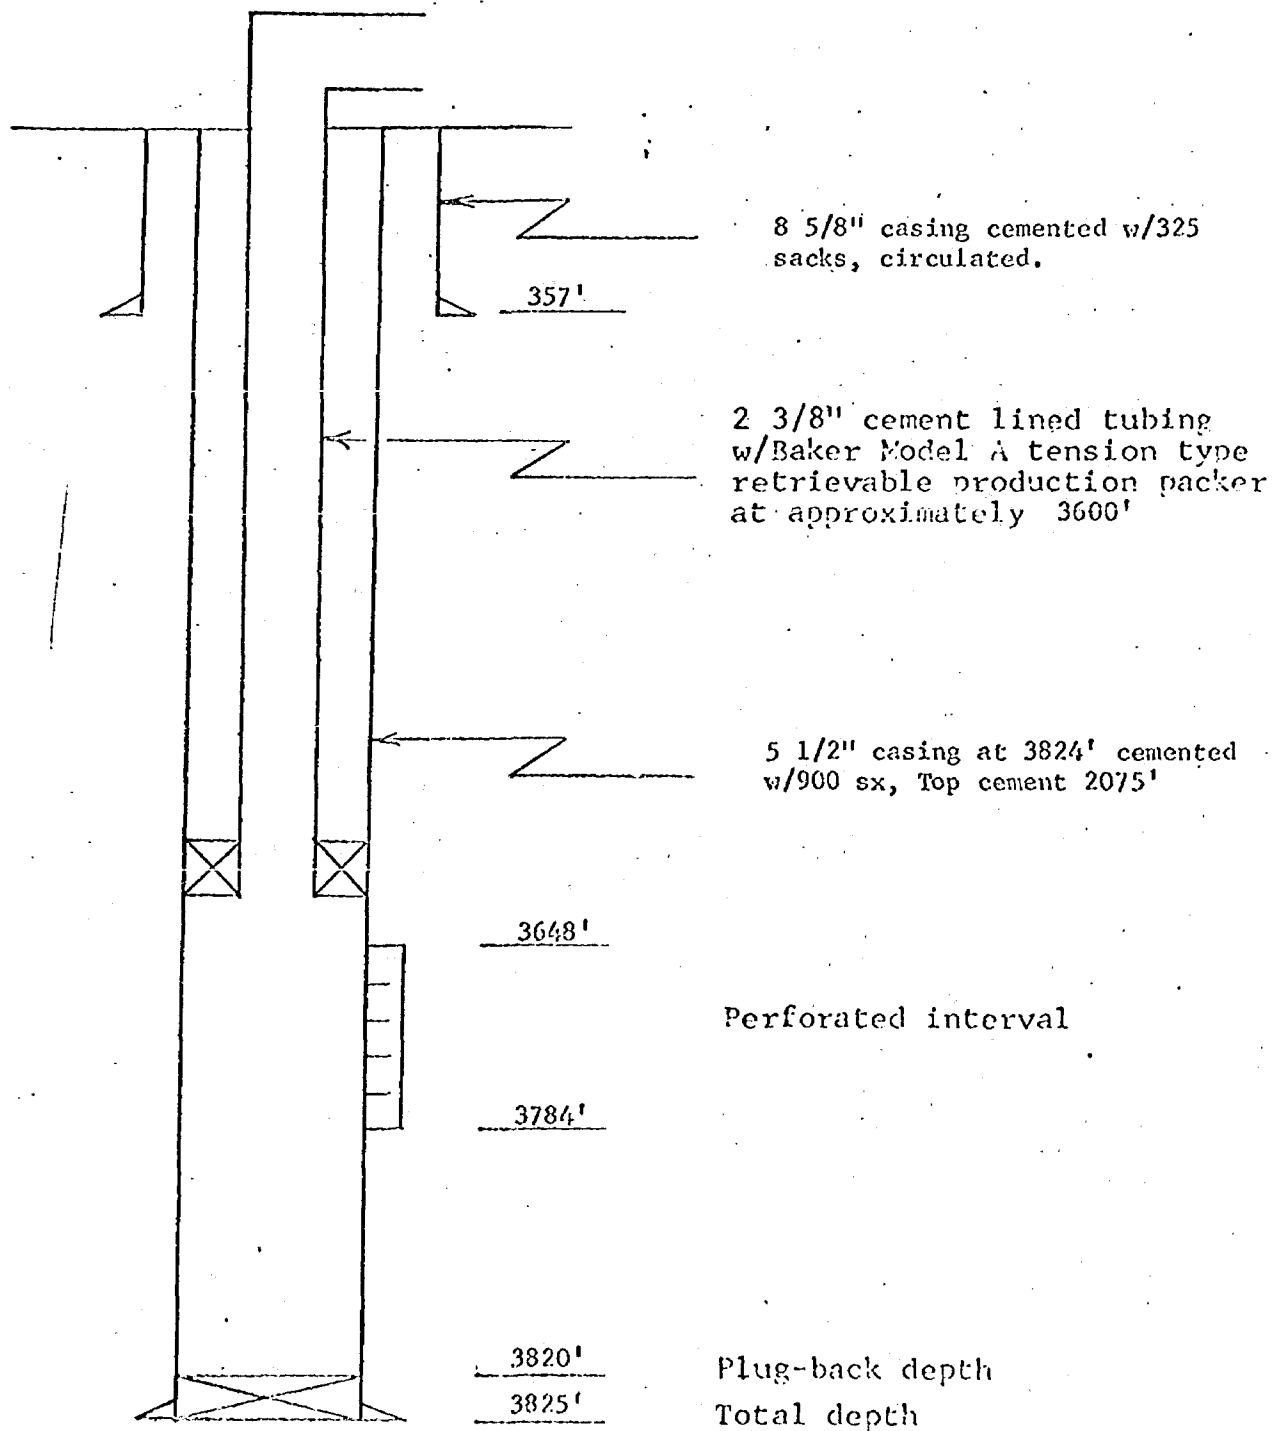 8 5/8" casing cemented w/325
sacks, circulated.
357'
2 3/8" cement lined tubing
w/Baker Model A tension type
retrievable production packer
at approximately 3600'
5 1/2" casing at 3824' cemented
w/900 sx, Top cement 2075'
3648'
Perforated interval
3784'
3820' Plug-back depth
3825' Total depth